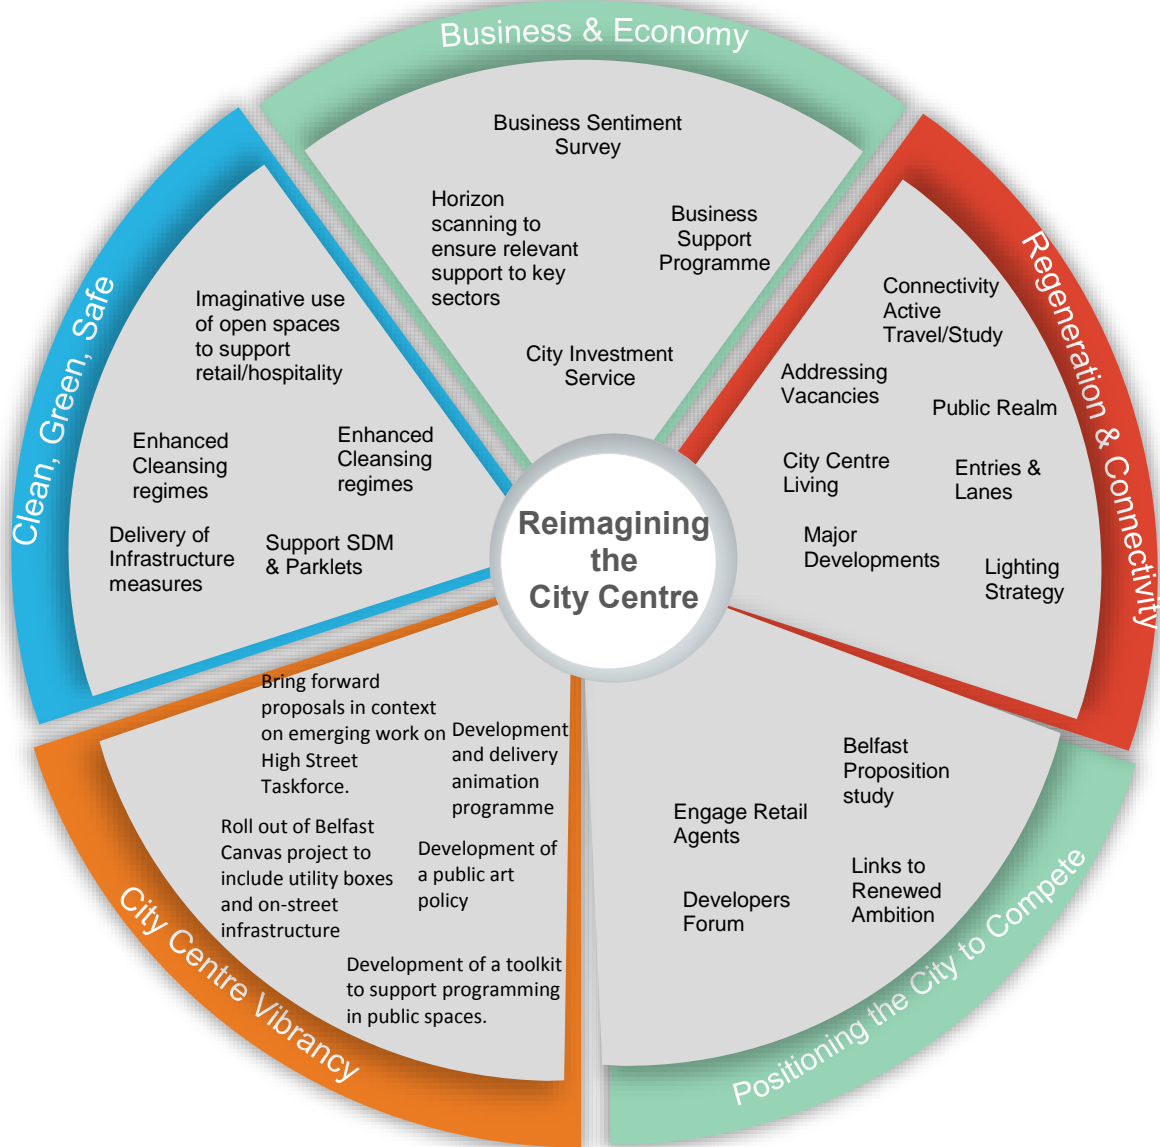 Business & Economy
Business Sentiment
Survey
Horizon
scanning to
ensure relevant
support to key
sectors
Business
Support
Programme
City Investment
Service
Regeneration & Connectivity
Connectivity
Active
Travel/Study
Addressing
Vacancies
Public Realm
City Centre
Living
Entries &
Lanes
Major
Developments
Lighting
Strategy
Positioning the City to Compete
Belfast
Proposition
study
Engage Retail
Agents
Links to
Renewed
Ambition
Developers
Forum
City Centre Vibrancy
Bring forward
proposals in context
on emerging work on
High Street
Taskforce.
Development
and delivery
animation
programme
Roll out of Belfast
Canvas project to
include utility boxes
and on-street
infrastructure
Development of
a public art
policy
Development of a toolkit
to support programming
in public spaces.
Clean, Green, Safe
Imaginative use
of open spaces
to support
retail/hospitality
Enhanced
Cleansing
regimes
Enhanced
Cleansing
regimes
Delivery of
Infrastructure
measures
Support SDM
& Parklets
Reimagining
the
City Centre